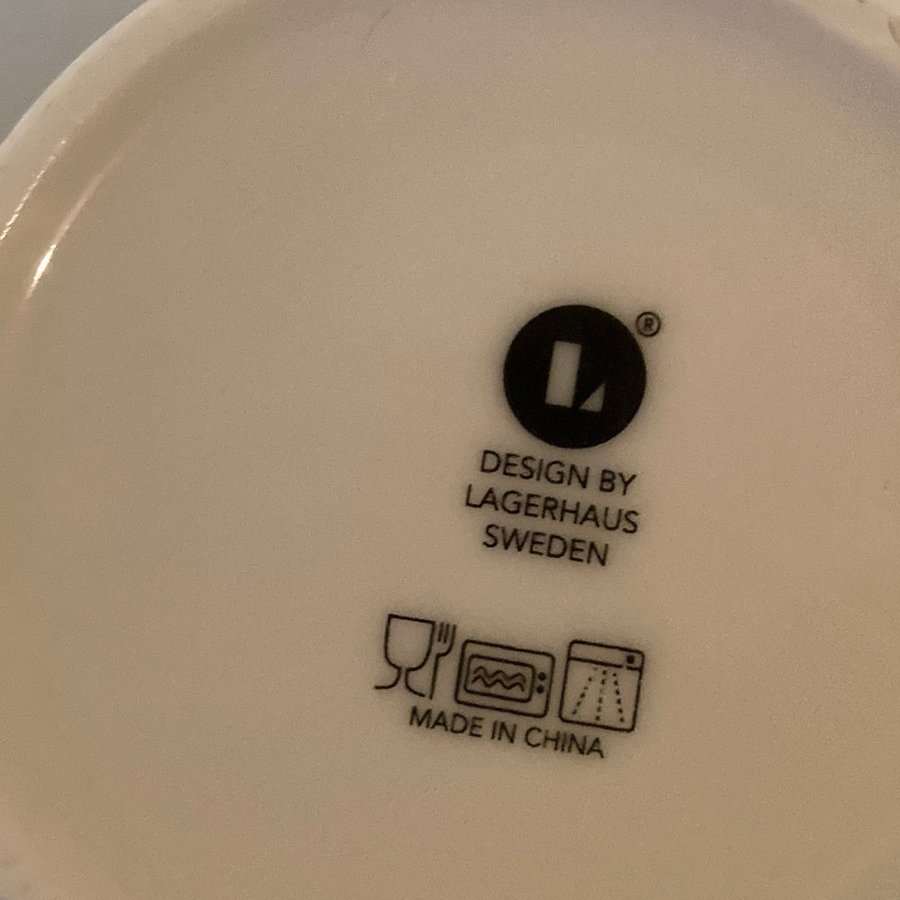 L
®
DESIGN BY
LAGERHAUS
SWEDEN
MADE IN CHINA